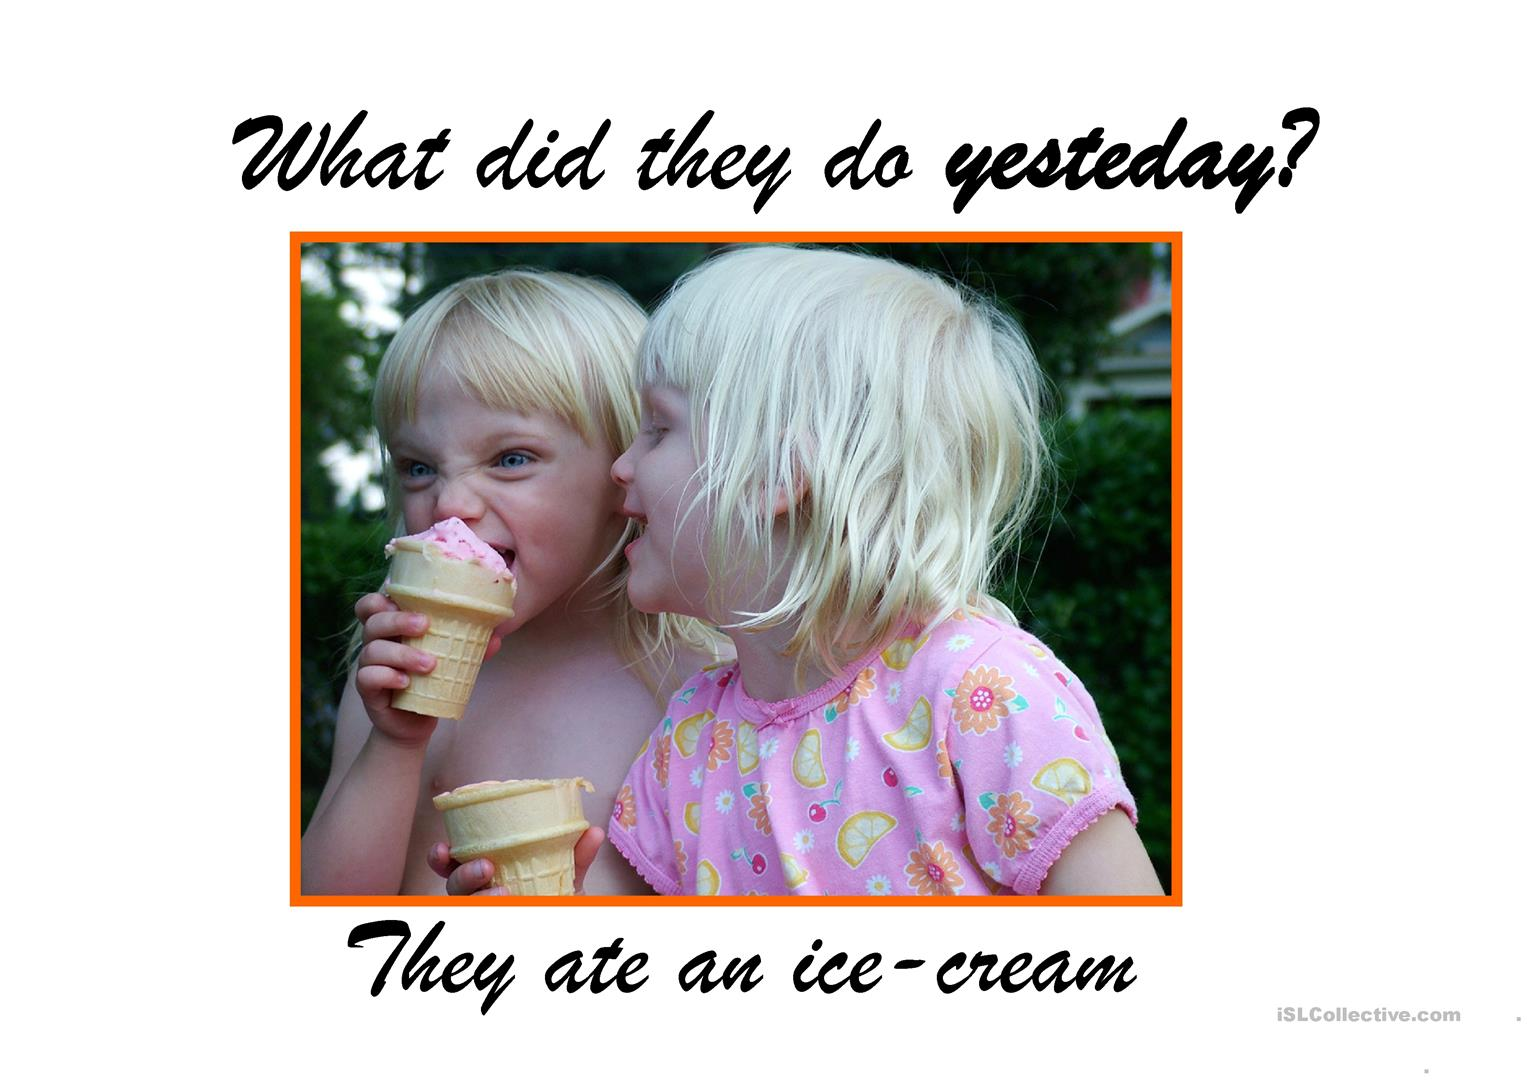 What did they do yesteday?
They ate an ice-cream
iSLCollective.com